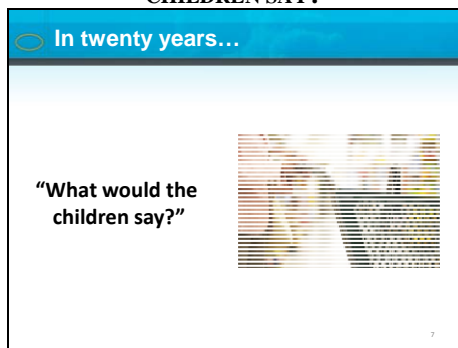 CHILDREN SAY?
In twenty years…
“What would the
children say?”
7